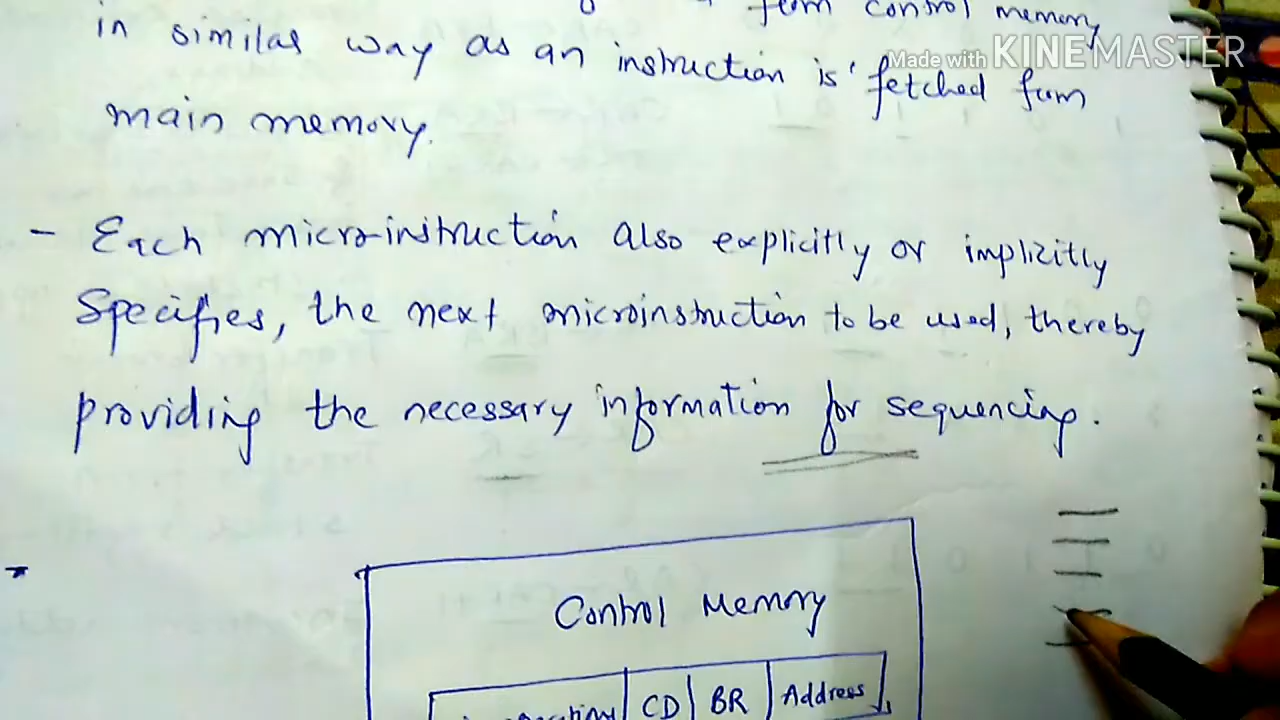 from control memory
in similar way as an instruction is fetched from
Made with KINEMASTER
main memory.
- Each micro-instruction also explicitly or implicitly
Specifies, the next microinstruction to be used, thereby
providing the necessary information for sequencing.
Control Memory
CD BR Address